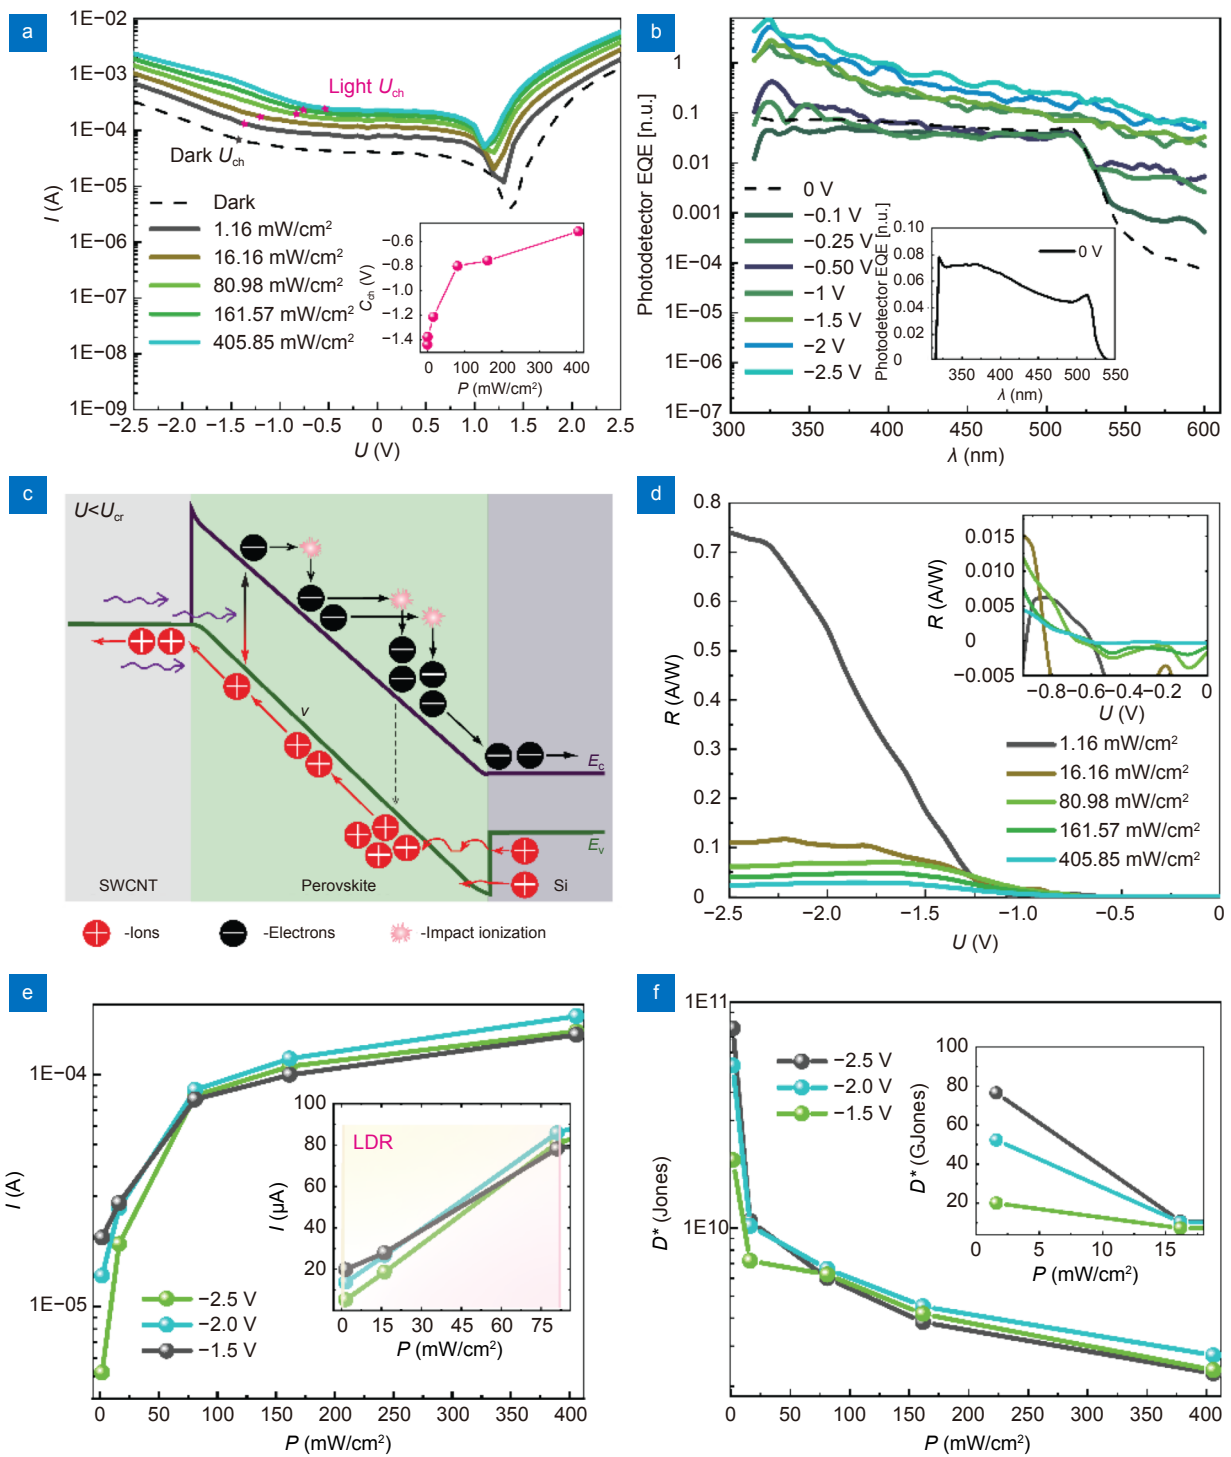 a
1E−02
1E−03
1E−04
1E−05
1E−06
1E−07
1E−08
1E−09
I (A)
Light Uch
Dark Uch
Dark
1.16 mW/cm²
16.16 mW/cm²
80.98 mW/cm²
161.57 mW/cm²
405.85 mW/cm²
−0.6
−0.8
−1.0
−1.2
−1.4
Cch (V)
0 100 200 300 400
P (mW/cm²)
−2.5 −2.0 −1.5 −1.0 −0.5 0 0.5 1.0 1.5 2.0 2.5
U (V)
b
1
0.1
0.01
0.001
1E−04
1E−05
1E−06
1E−07
Photodetector EQE [n.u.]
0 V
−0.1 V
−0.25 V
−0.50 V
−1 V
−1.5 V
−2 V
−2.5 V
0.10
0.08
0.06
0.04
0.02
0
Photodetector EQE [n.u.]
0 V
350 400 450 500 550
λ (nm)
300 350 400 450 500 550 600
λ (nm)
c
U<Ucr
v
Ec
Ev
SWCNT
Perovskite
Si
-Ions
-Electrons
-Impact ionization
d
0.8
0.7
0.6
0.5
0.4
0.3
0.2
0.1
0
R (A/W)
0.015
0.010
0.005
0
−0.005
R (A/W)
−0.8 −0.6 −0.4 −0.2 0
U (V)
1.16 mW/cm²
16.16 mW/cm²
80.98 mW/cm²
161.57 mW/cm²
405.85 mW/cm²
−2.5 −2.0 −1.5 −1.0 −0.5 0
U (V)
e
1E−04
1E−05
I (A)
−2.5 V
−2.0 V
−1.5 V
100
80
60
40
20
I (µA)
LDR
0 15 30 45 60 75
P (mW/cm²)
0 50 100 150 200 250 300 350 400
P (mW/cm²)
f
1E+11
1E+10
D* (Jones)
−2.5 V
−2.0 V
−1.5 V
100
80
60
40
20
D* (GJones)
0 5 10 15
P (mW/cm²)
0 50 100 150 200 250 300 350 400
P (mW/cm²)